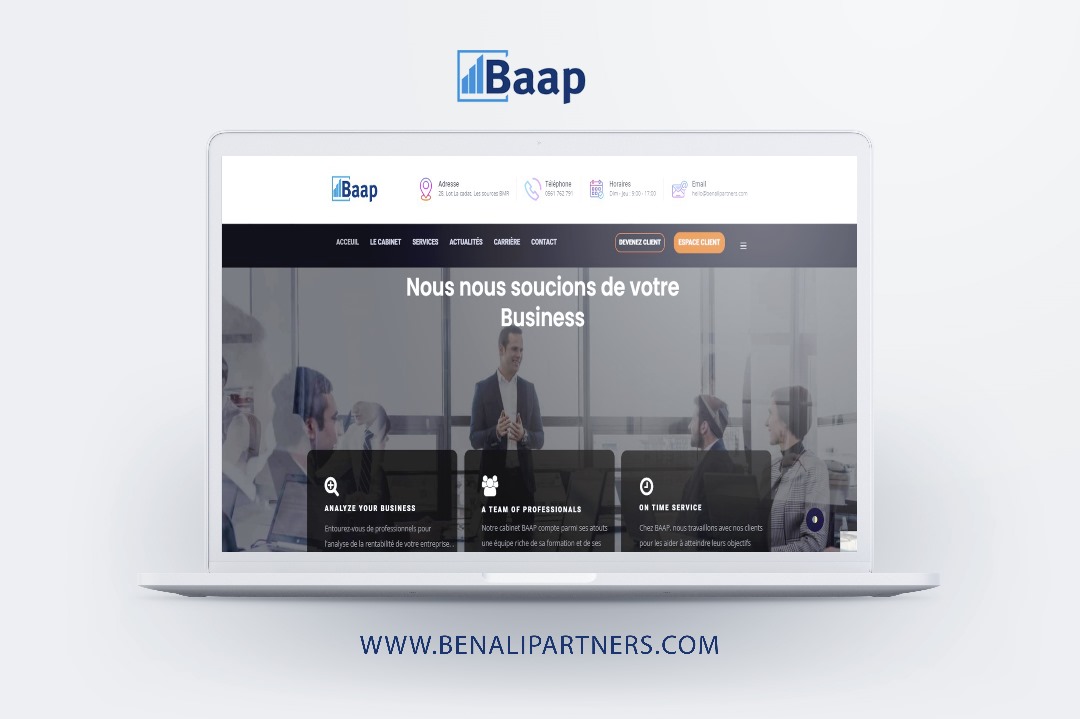 Baap
Baap
Adresse
28, Lot La cadat, Les sources BMR
Téléphone
0561 762 791
Horaires
Dim - jeu : 9:00 - 17:00
Email
hello@benalipartners.com
ACCEUIL LE CABINET SERVICES ACTUALITÉS CARRIÈRE CONTACT DEVENEZ CLIENT ESPACE CLIENT
Nous nous soucions de votre
Business
ANALYZE YOUR BUSINESS
Entourez-vous de professionnels pour
l'analyse de la rentabilité de votre entreprise...
A TEAM OF PROFESSIONALS
Notre cabinet BAAP compte parmi ses atouts
une équipe riche de sa formation et de ses
ON TIME SERVICE
Chez BAAP, nous travaillons avec nos clients
pour les aider à atteindre leurs objectifs
WWW.BENALIPARTNERS.COM